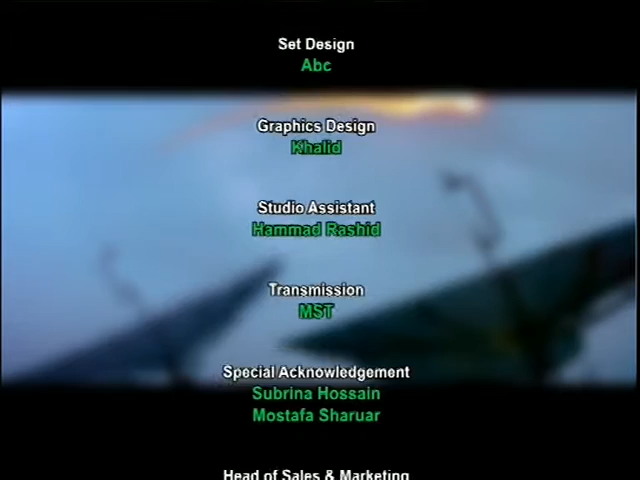 Set Design
Abc
Graphics Design
Khalid
Studio Assistant
Hammad Rashid
Transmission
MST
Special Acknowledgement
Subrina Hossain
Mostafa Sharuar
Head of Sales & Marketing